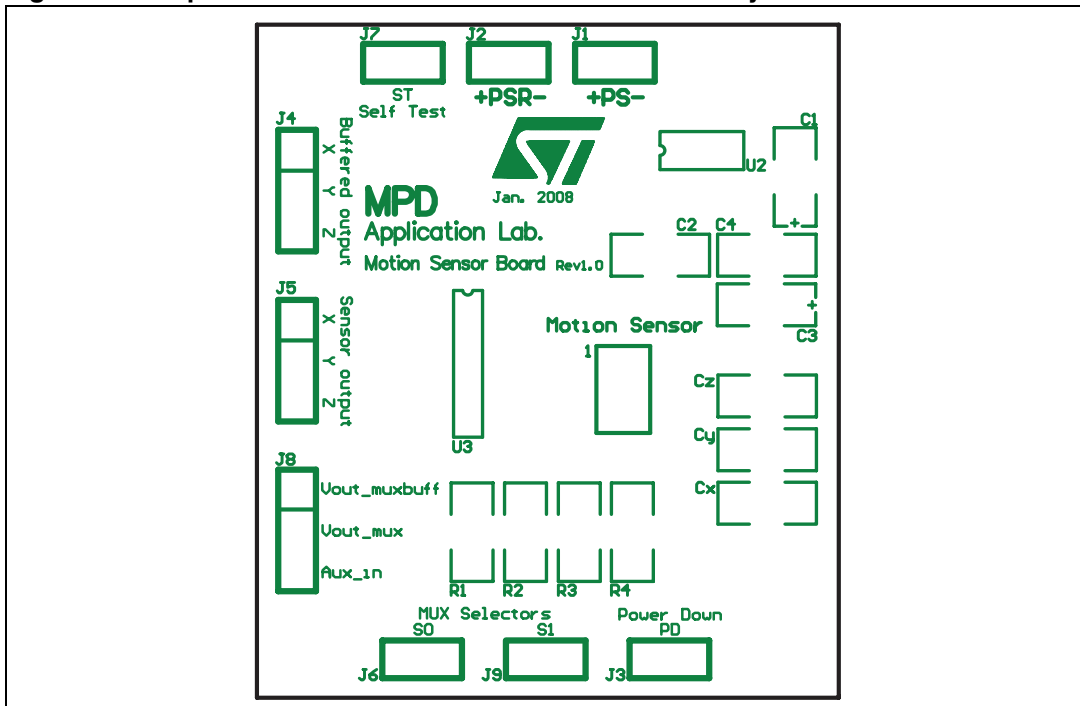 J7
J2
J1
ST
Self Test
+PSR-
+PS-
J4
X
Y
Z
Buffered output
ST
Jan. 2008
U2
C1
+
MPD
Application Lab.
Motion Sensor Board Rev1.0
C2
C4
+
C3
J5
X
Y
Z
Sensor output
Motion Sensor
1
U3
Cz
Cy
Cx
J8
Vout_muxbuff
Vout_mux
Aux_in
R1
R2
R3
R4
MUX Selectors
Power Down
S0
S1
PD
J6
J9
J3